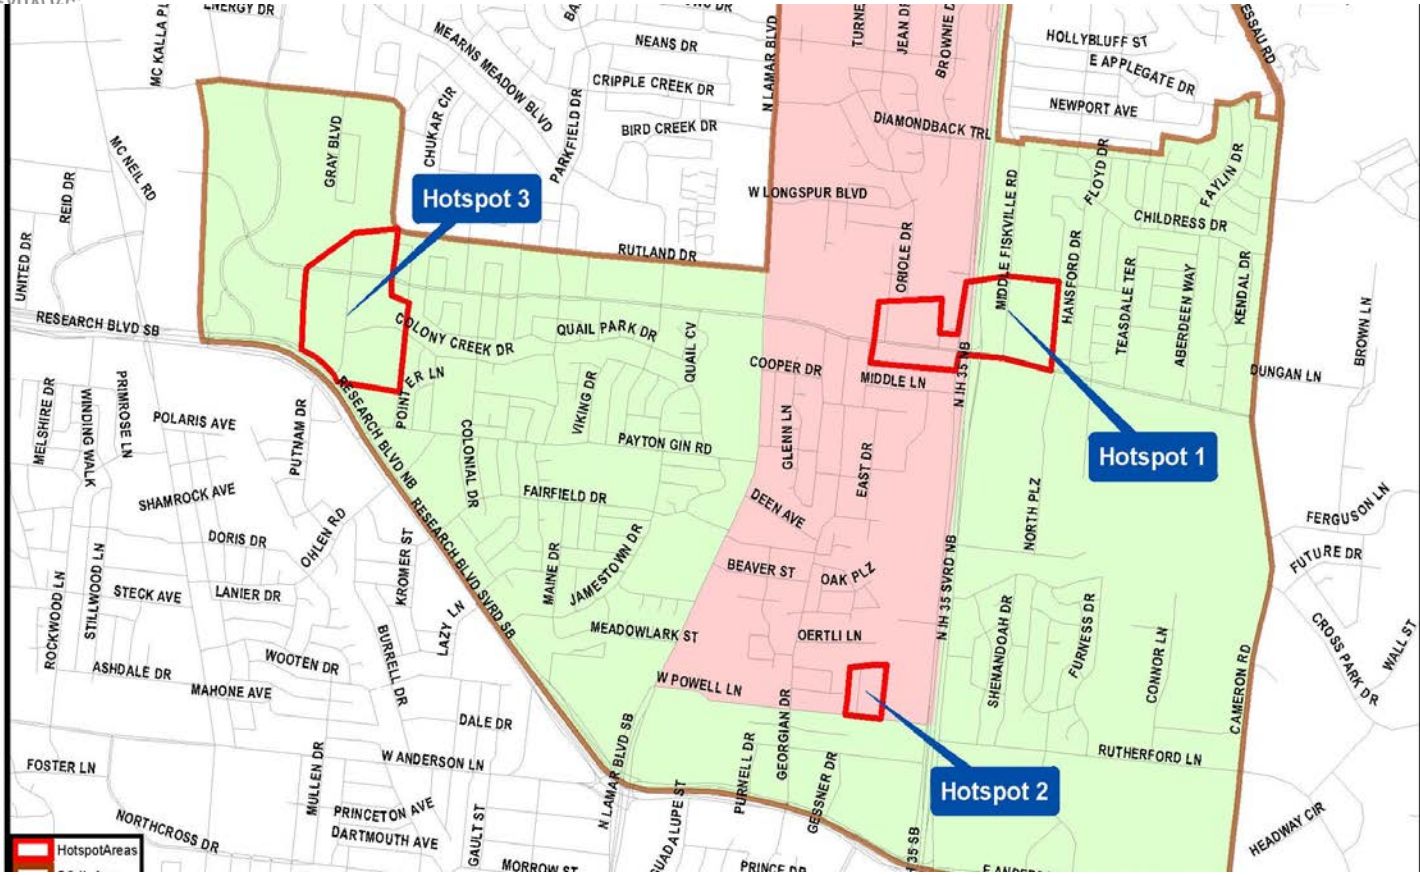 ENERGY DR
MC KALLA PL
MEARNS MEADOW BLVD
NEANS DR
N LAMAR BLVD
JEAN DR
HOLLYBLUFF ST
E APPLEGATE DR
CRIPPLE CREEK DR
NEWPORT AVE
CHUKAR CIR
PARKFIELD DR
BIRD CREEK DR
DIAMONDBACK TRL
GRAY BLVD
MC NEIL RD
REID DR
Hotspot 3
W LONGSPUR BLVD
MIDDLE FISKVILLE RD
FLOYD DR
FAYLIN DR
CHILDRESS DR
UNITED DR
RUTLAND DR
ORIOLE DR
HANSFORD DR
TEASDALE TER
ABERDEEN WAY
KENDAL DR
BROWN LN
RESEARCH BLVD SB
COLONY CREEK DR
QUAIL PARK DR
QUAIL CV
COOPER DR
MIDDLE LN
N IH 35 NB
DUNGAN LN
MELSHIRE DR
WINDING WALK
PRIMROSE LN
POLARIS AVE
PUTNAM DR
RESEARCH BLVD NB
POINTER LN
VIKING DR
PAYTON GIN RD
GLENN LN
EAST DR
Hotspot 1
COLONIAL DR
SHAMROCK AVE
FAIRFIELD DR
DEEN AVE
NORTH PLZ
FERGUSON LN
DORIS DR
OHLEN RD
KROMER ST
RESEARCH BLVD SVRD SB
MAINE DR
JAMESTOWN DR
BEAVER ST
OAK PLZ
N IH 35 SVRD NB
FUTURE DR
ROCKWOOD LN
STILLWOOD LN
STECK AVE
LANIER DR
LAZY LN
MEADOWLARK ST
OERTLI LN
SHENANDOAH DR
FURNESS DR
CONNOR LN
CROSS PARK DR
WALL ST
BURRELL DR
WOOTEN DR
ASHDALE DR
MAHONE AVE
W POWELL LN
GEORGIAN DR
CAMERON RD
DALE DR
N LAMAR BLVD SB
RUTHERFORD LN
FOSTER LN
MULLEN DR
W ANDERSON LN
PURNELL DR
GESSNER DR
Hotspot 2
NORTHCROSS DR
PRINCETON AVE
DARTMOUTH AVE
GAULT ST
GUADALUPE ST
HEADWAY CIR
HotspotAreas
MORROW ST
PRINCE DR
35 SB